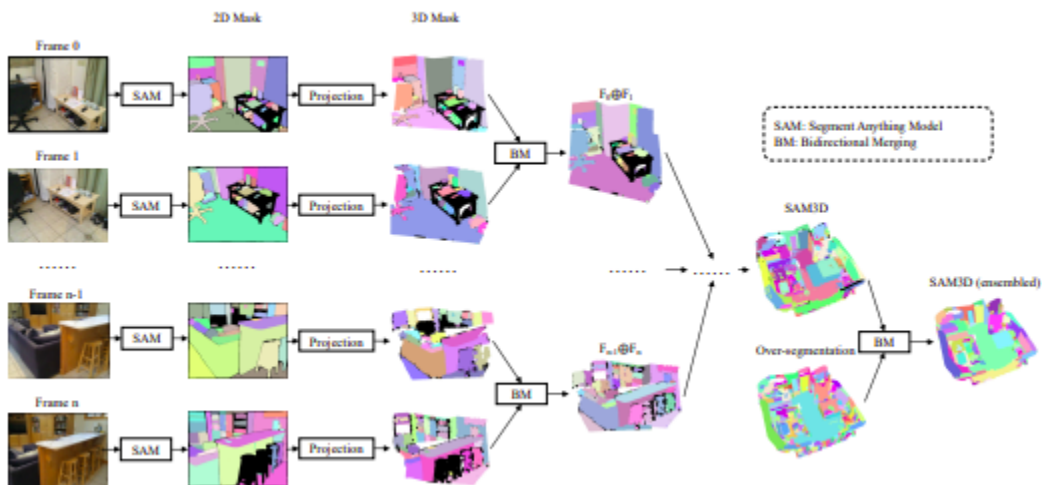 2D Mask
3D Mask
Frame 0
SAM
Projection
F₀⊕F₁
BM
SAM: Segment Anything Model
BM: Bidirectional Merging
Frame 1
SAM
Projection
SAM3D
......
......
......
......
......
SAM3D (ensembled)
Frame n-1
SAM
Projection
BM
Over-segmentation
Fₙ₋₁⊕Fₙ
BM
Frame n
SAM
Projection